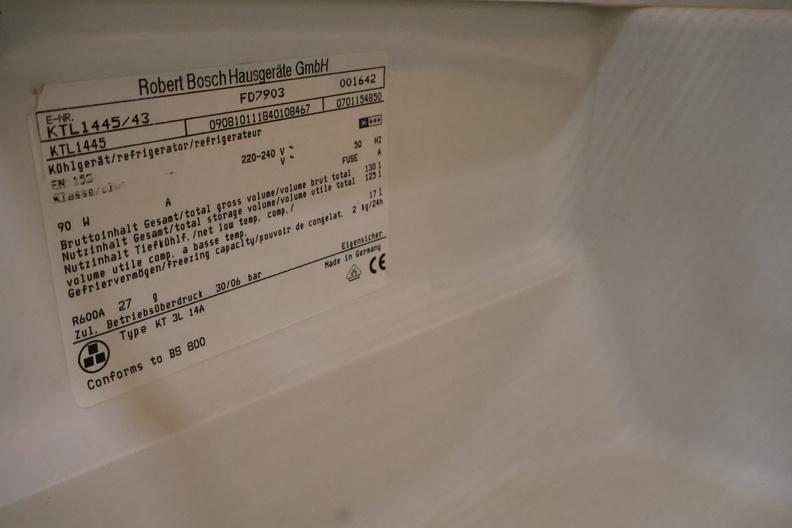 Robert Bosch Hausgeräte GmbH
E-NR. KTL1445/43 FD7903 001642
KTL1445 090810111840108467 0701154850
Kühlgerät/refrigerator/refrigerateur
EN 153 220-240 V ~ 50 HZ
Klasse/ V ~ FUSE A
90 W A
Bruttoinhalt Gesamt/total gross volume/volume brut total 130 l
Nutzinhalt Gesamt/total storage volume/volume utile total 125 l
Nutzinhalt Tiefkühlf./net low temp. comp./ 17 l
volume utile comp. a basse temp.
Gefriervermögen/freezing capacity/pouvoir de congelat. 2 kg/24h
Eigensicher
R600A 27 g Made in Germany
Zul. Betriebsüberdruck 30/06 bar CE
Type KT 3L 14A
Conforms to BS 800